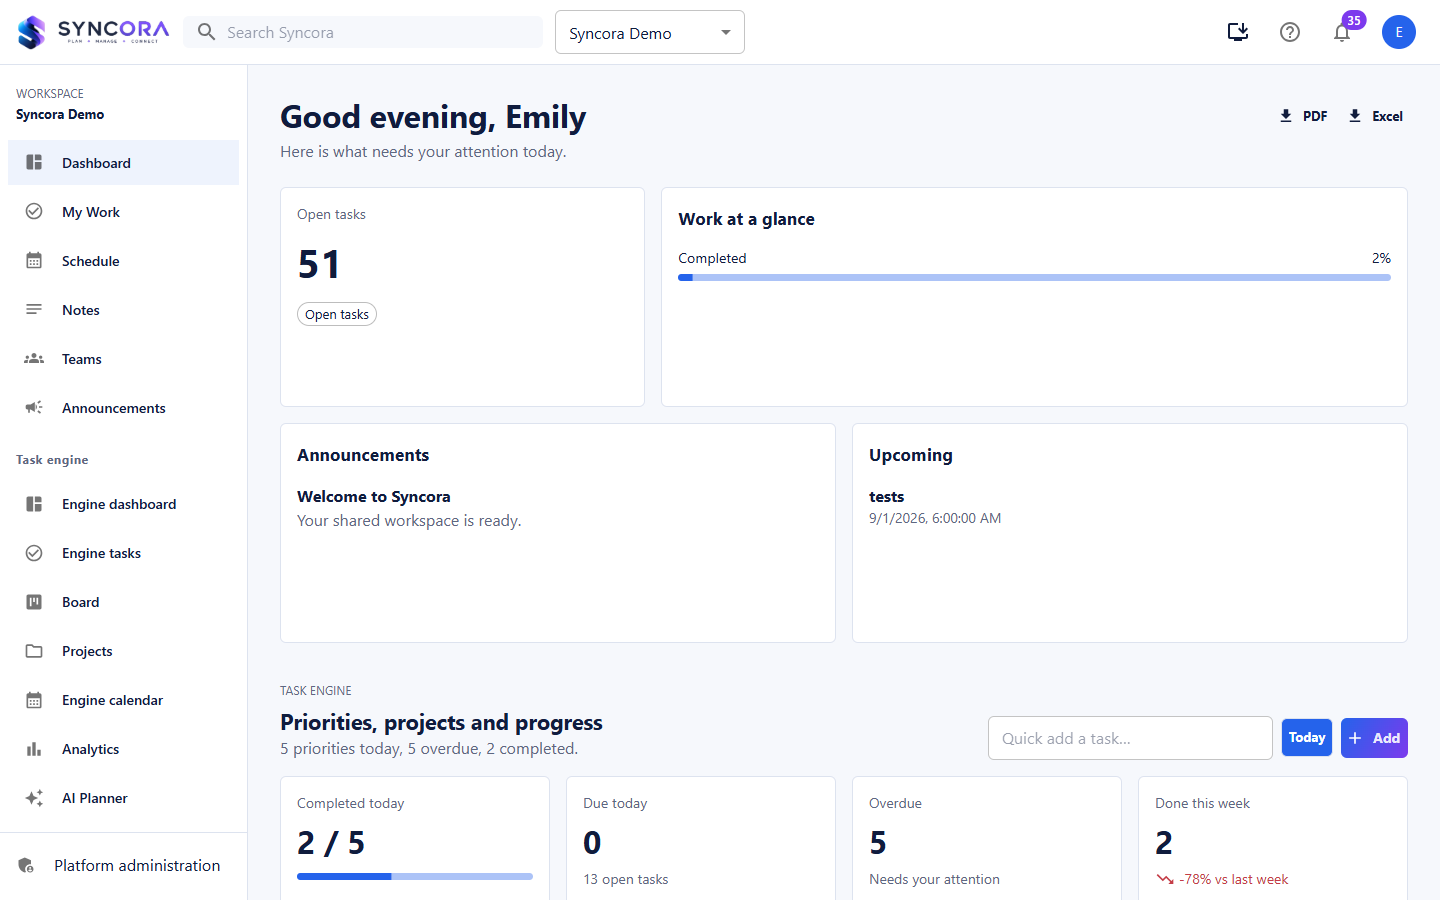 SYNCORA
PLAN • MANAGE • CONNECT
Search Syncora
Syncora Demo
35
E
WORKSPACE
Syncora Demo
Dashboard
My Work
Schedule
Notes
Teams
Announcements
Task engine
Engine dashboard
Engine tasks
Board
Projects
Engine calendar
Analytics
AI Planner
Platform administration
Good evening, Emily
Here is what needs your attention today.
PDF
Excel
Open tasks
51
Open tasks
Work at a glance
Completed
2%
Announcements
Welcome to Syncora
Your shared workspace is ready.
Upcoming
tests
9/1/2026, 6:00:00 AM
TASK ENGINE
Priorities, projects and progress
5 priorities today, 5 overdue, 2 completed.
Quick add a task...
Today
Add
Completed today
2 / 5
Due today
0
13 open tasks
Overdue
5
Needs your attention
Done this week
2
-78% vs last week